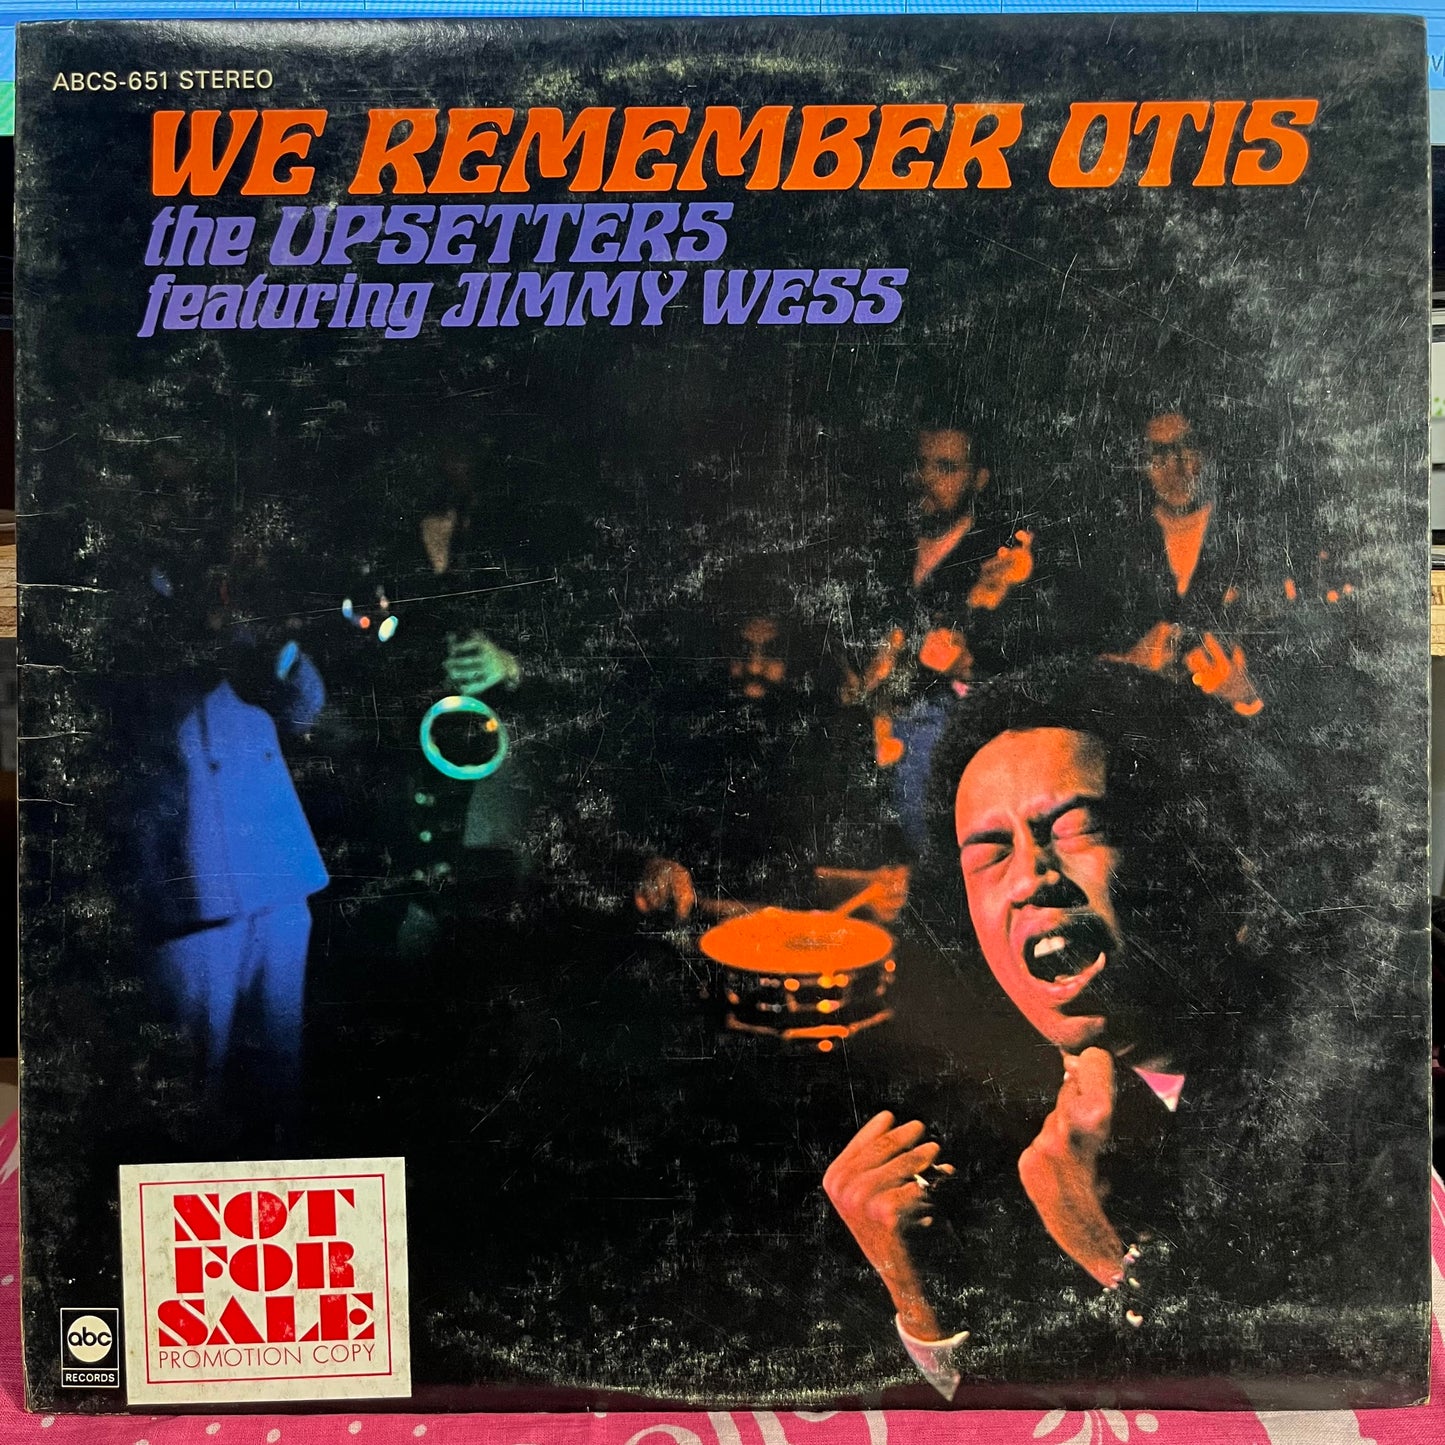 ABCS-651 STEREO
WE REMEMBER OTIS
the UPSETTERS
featuring JIMMY WESS
NOT
FOR
SALE
PROMOTION COPY
abc
RECORDS